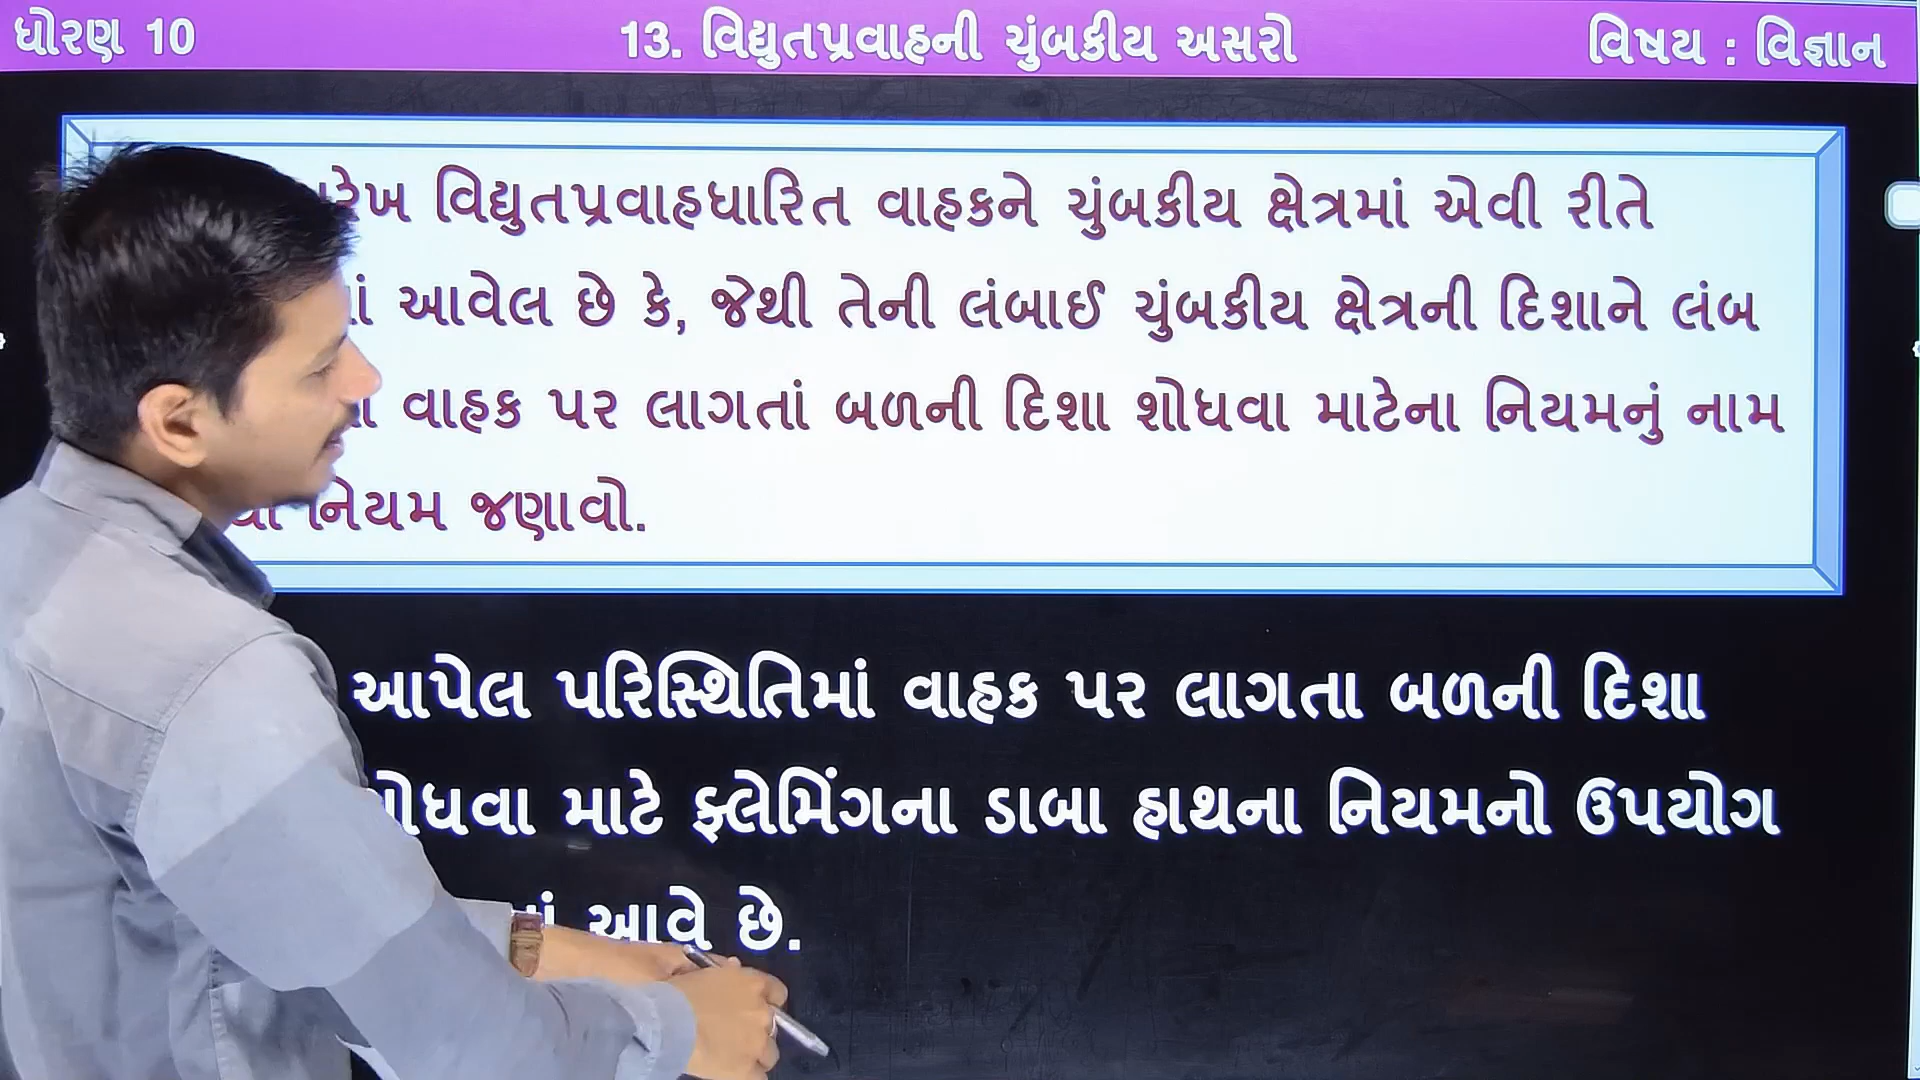 ધોરણ 10 13. વિદ્યુતપ્રવાહની ચુંબકીય અસરો વિષય : વિજ્ઞાન
વિદ્યુતપ્રવાહધારિત વાહકને ચુંબકીય ક્ષેત્રમાં એવી રીતે
આવેલ છે કે, જેથી તેની લંબાઈ ચુંબકીય ક્ષેત્રની દિશાને લંબ
વાહક પર લાગતાં બળની દિશા શોધવા માટેના નિયમનું નામ
નિયમ જણાવો.
આપેલ પરિસ્થિતિમાં વાહક પર લાગતા બળની દિશા
શોધવા માટે ફ્લેમિંગના ડાબા હાથના નિયમનો ઉપયોગ
આવે છે.